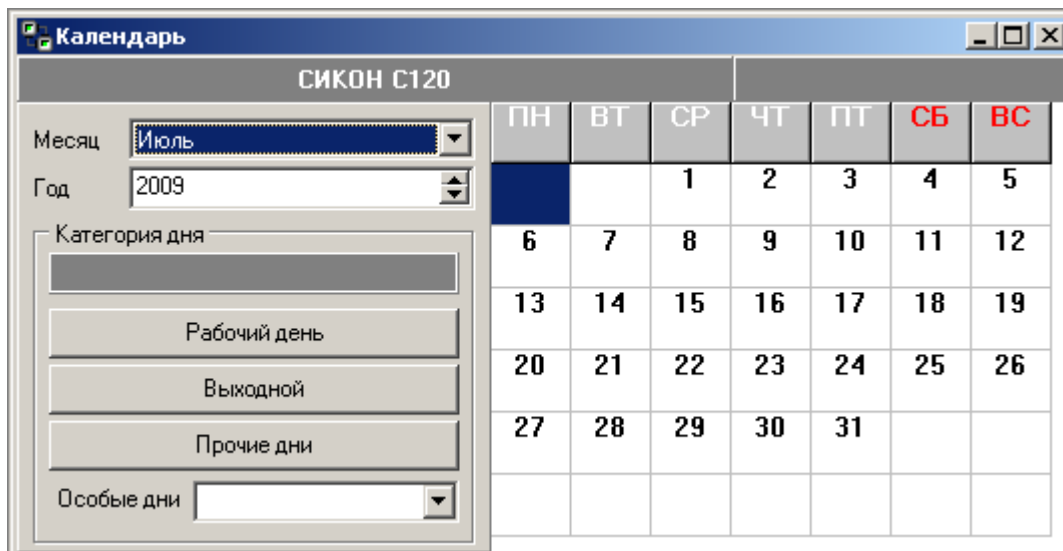 Календарь
СИКОН С120
Месяц Июль
Год 2009
Категория дня
Рабочий день
Выходной
Прочие дни
Особые дни
ПН ВТ СР ЧТ ПТ СБ ВС
1 2 3 4 5
6 7 8 9 10 11 12
13 14 15 16 17 18 19
20 21 22 23 24 25 26
27 28 29 30 31